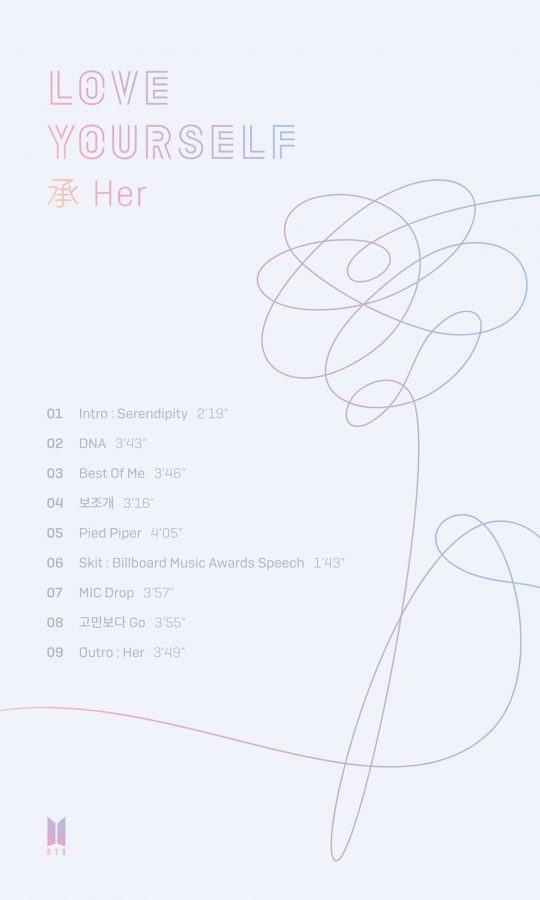 LOVE
YOURSELF
承 Her
01 Intro : Serendipity 2'19"
02 DNA 3'43"
03 Best Of Me 3'46"
04 보조개 3'16"
05 Pied Piper 4'05"
06 Skit : Billboard Music Awards Speech 1'43"
07 MIC Drop 3'57"
08 고민보다 Go 3'55"
09 Outro : Her 3'49"
BTS